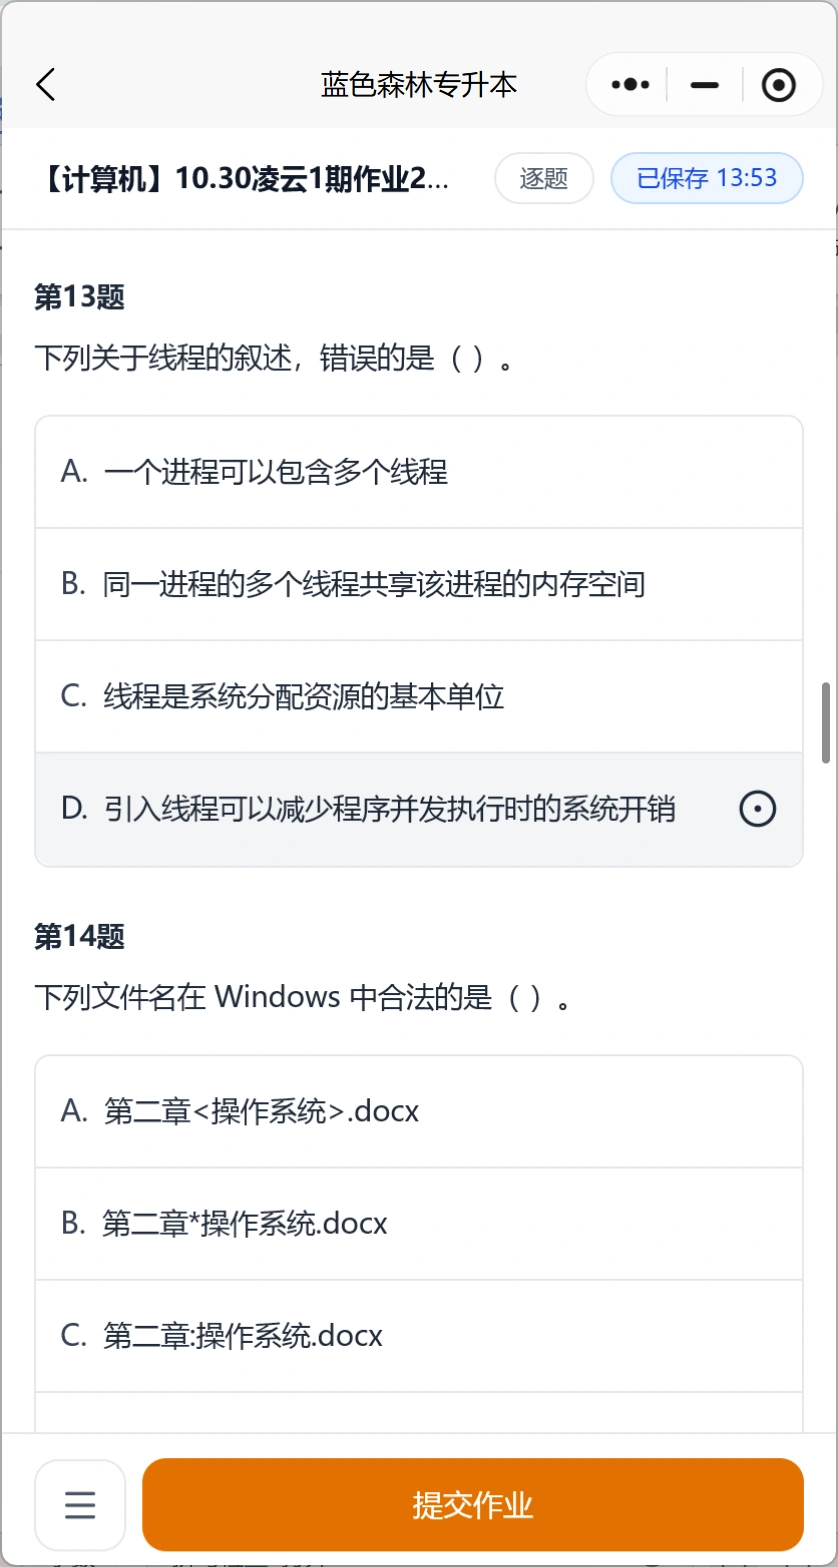 蓝色森林专升本
【计算机】10.30凌云1期作业2...
逐题
已保存 13:53
第13题
下列关于线程的叙述，错误的是（ ）。
A. 一个进程可以包含多个线程
B. 同一进程的多个线程共享该进程的内存空间
C. 线程是系统分配资源的基本单位
D. 引入线程可以减少程序并发执行时的系统开销
第14题
下列文件名在 Windows 中合法的是（ ）。
A. 第二章<操作系统>.docx
B. 第二章*操作系统.docx
C. 第二章:操作系统.docx
提交作业